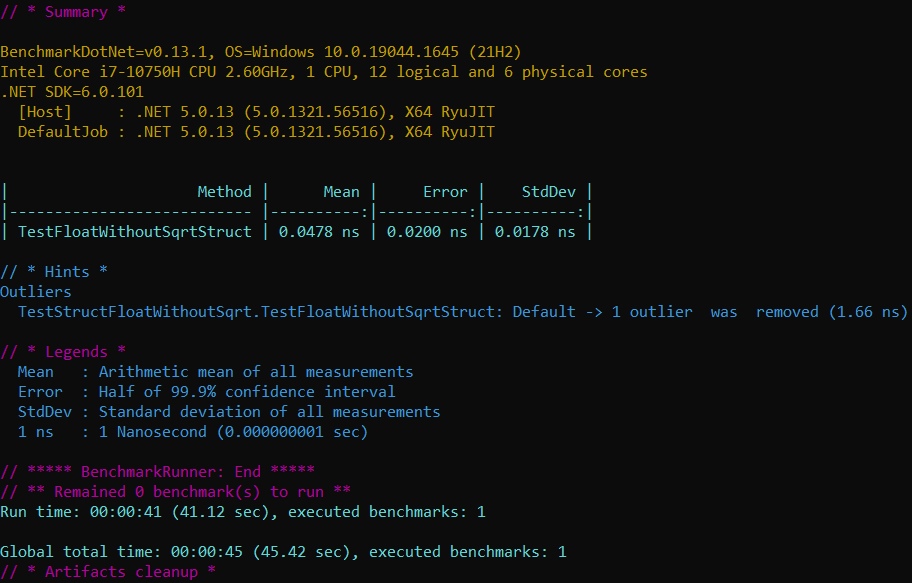 // * Summary *
BenchmarkDotNet=v0.13.1, OS=Windows 10.0.19044.1645 (21H2)
Intel Core i7-10750H CPU 2.60GHz, 1 CPU, 12 logical and 6 physical cores
.NET SDK=6.0.101
  [Host]     : .NET 5.0.13 (5.0.1321.56516), X64 RyuJIT
  DefaultJob : .NET 5.0.13 (5.0.1321.56516), X64 RyuJIT
|                     Method |      Mean |     Error |    StdDev |
|--------------------------- |----------:|----------:|----------:|
| TestFloatWithoutSqrtStruct | 0.0478 ns | 0.0200 ns | 0.0178 ns |
// * Hints *
Outliers
  TestStructFloatWithoutSqrt.TestFloatWithoutSqrtStruct: Default -> 1 outlier  was  removed (1.66 ns)
// * Legends *
  Mean   : Arithmetic mean of all measurements
  Error  : Half of 99.9% confidence interval
  StdDev : Standard deviation of all measurements
  1 ns   : 1 Nanosecond (0.000000001 sec)
// ***** BenchmarkRunner: End *****
// ** Remained 0 benchmark(s) to run **
Run time: 00:00:41 (41.12 sec), executed benchmarks: 1
Global total time: 00:00:45 (45.42 sec), executed benchmarks: 1
// * Artifacts cleanup *